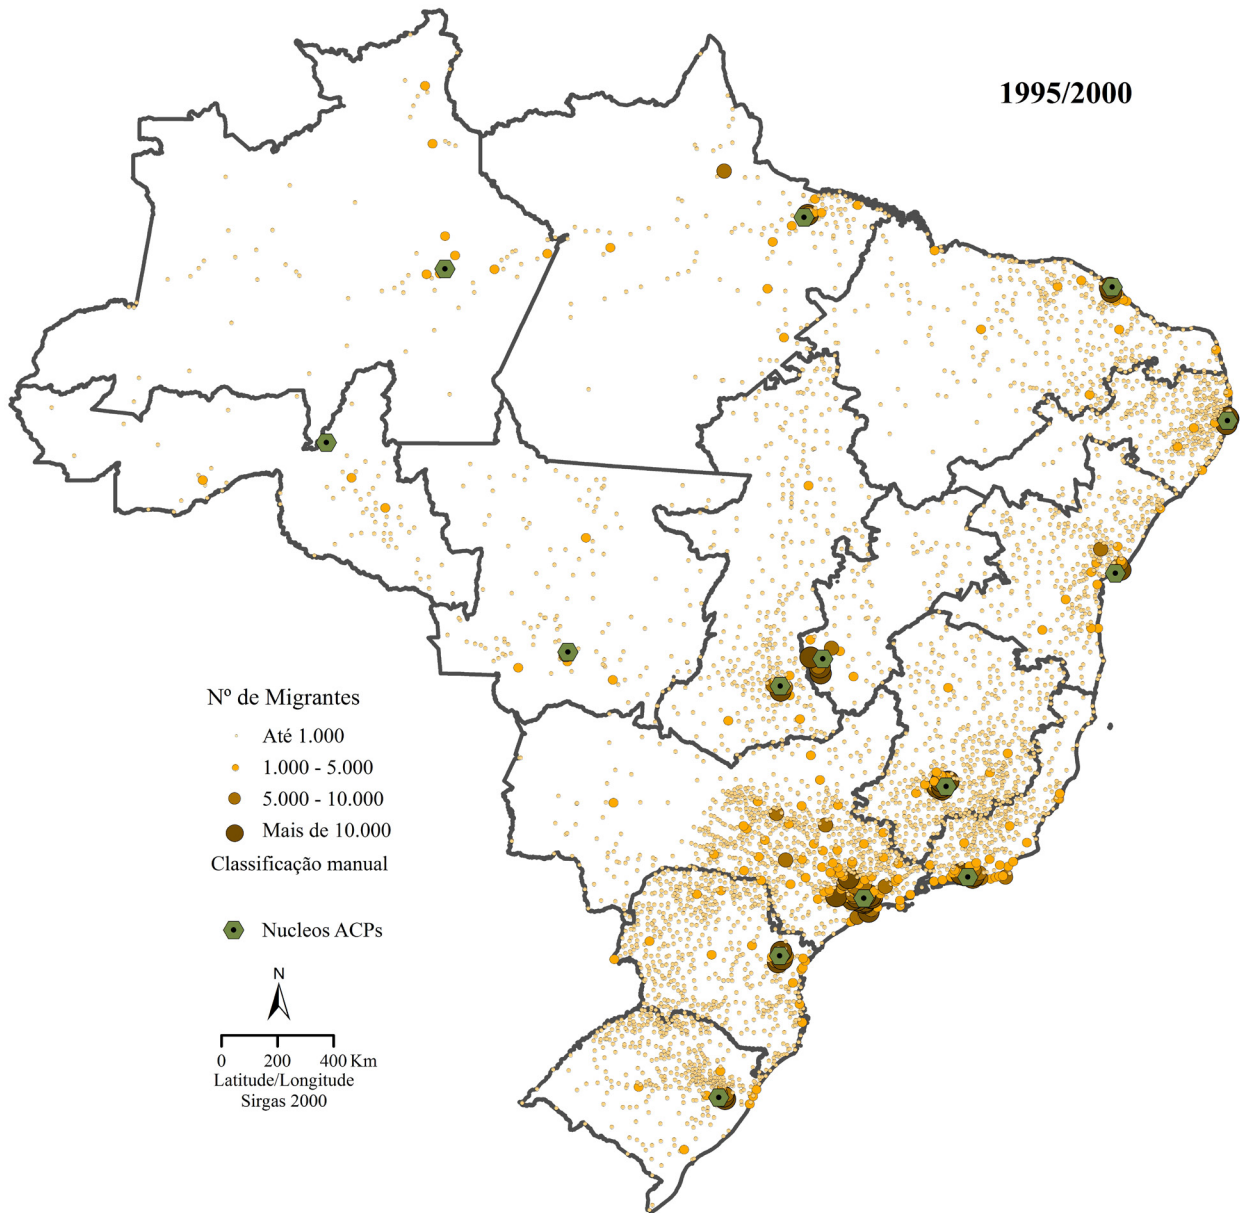 1995/2000
Nº de Migrantes
Até 1.000
1.000 - 5.000
5.000 - 10.000
Mais de 10.000
Classificação manual
Nucleos ACPs
N
0 200 400 Km
Latitude/Longitude
Sirgas 2000